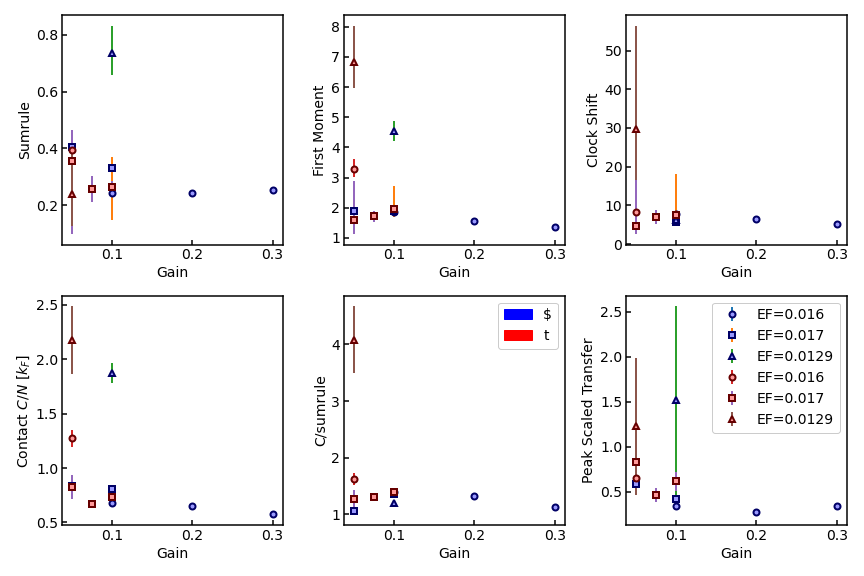 0.8
0.6
0.4
0.2
Sumrule
0.1
0.2
0.3
Gain
8
7
6
5
4
3
2
1
First Moment
0.1
0.2
0.3
Gain
50
40
30
20
10
0
Clock Shift
0.1
0.2
0.3
Gain
2.5
2.0
1.5
1.0
0.5
Contact C/N [k_F]
0.1
0.2
0.3
Gain
4
3
2
1
C/sumrule
$
t
0.1
0.2
0.3
Gain
2.5
2.0
1.5
1.0
0.5
Peak Scaled Transfer
EF=0.016
EF=0.017
EF=0.0129
EF=0.016
EF=0.017
EF=0.0129
0.1
0.2
0.3
Gain